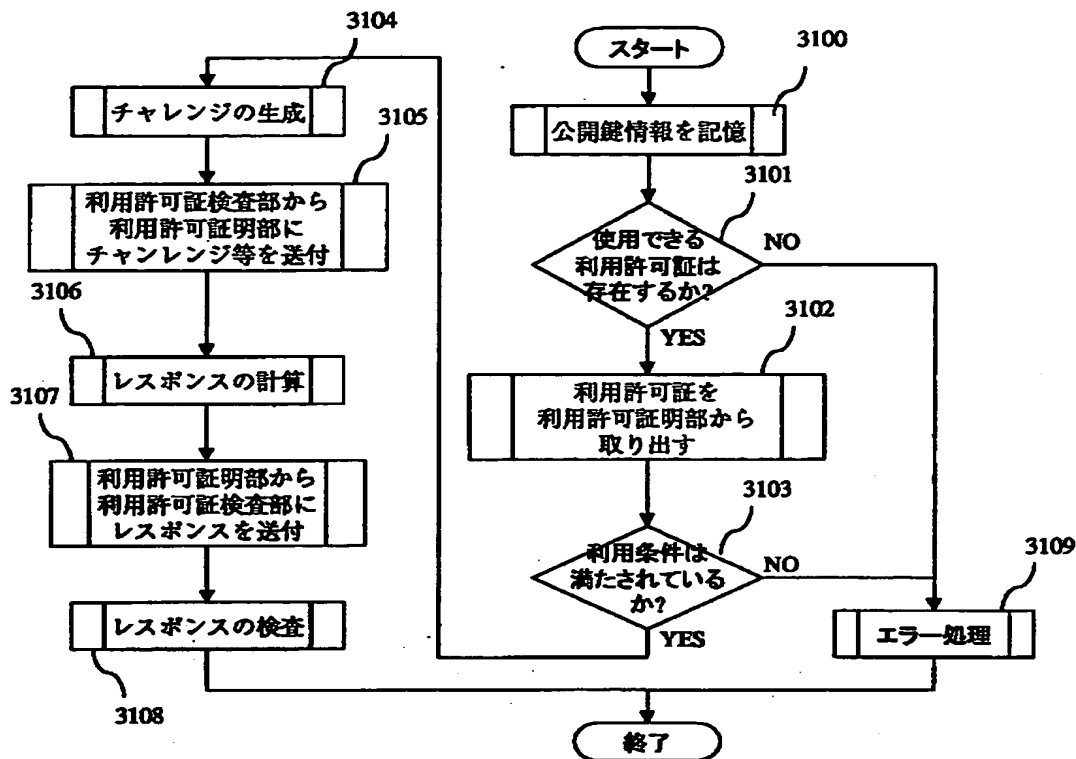 スタート
3100
公開鍵情報を記憶
3101
使用できる
利用許可証は
存在するか?
NO
YES
3102
利用許可証を
利用許可証明部から
取り出す
3103
利用条件は
満たされている
か?
NO
YES
3104
チャレンジの生成
3105
利用許可証検査部から
利用許可証明部に
チャンレンジ等を送付
3106
レスポンスの計算
3107
利用許可証明部から
利用許可証検査部に
レスポンスを送付
レスポンスの検査
3108
3109
エラー処理
終了